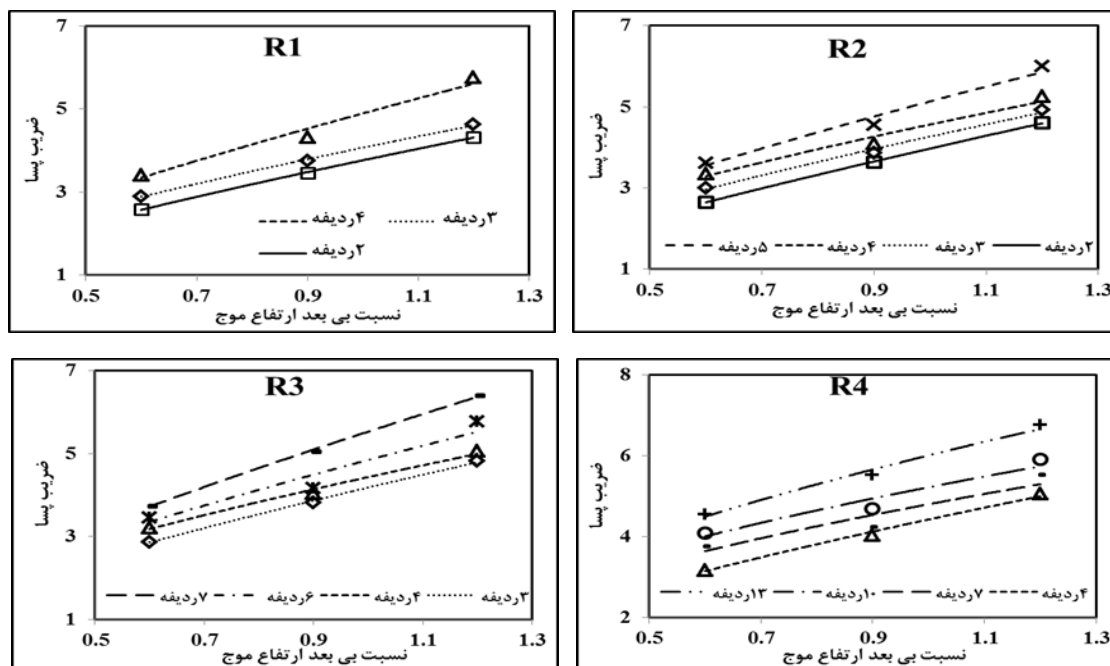 R1
ضریب پسا
7
5
3
1
۴ردیفه
۳ردیفه
2ردیفه
0.5 0.7 0.9 1.1 1.3
نسبت بی بعد ارتفاع موج
R2
ضریب پسا
7
5
3
1
۵ردیفه
۴ردیفه
۳ردیفه
2ردیفه
0.5 0.7 0.9 1.1 1.3
نسبت بی بعد ارتفاع موج
R3
ضریب پسا
7
5
3
1
۷ردیفه
۶ردیفه
۴ردیفه
۳ردیفه
0.5 0.7 0.9 1.1 1.3
نسبت بی بعد ارتفاع موج
R4
ضریب پسا
8
6
4
2
۱۳ردیفه
۱۰ردیفه
۷ردیفه
۴ردیفه
0.5 0.7 0.9 1.1 1.3
نسبت بی بعد ارتفاع موج